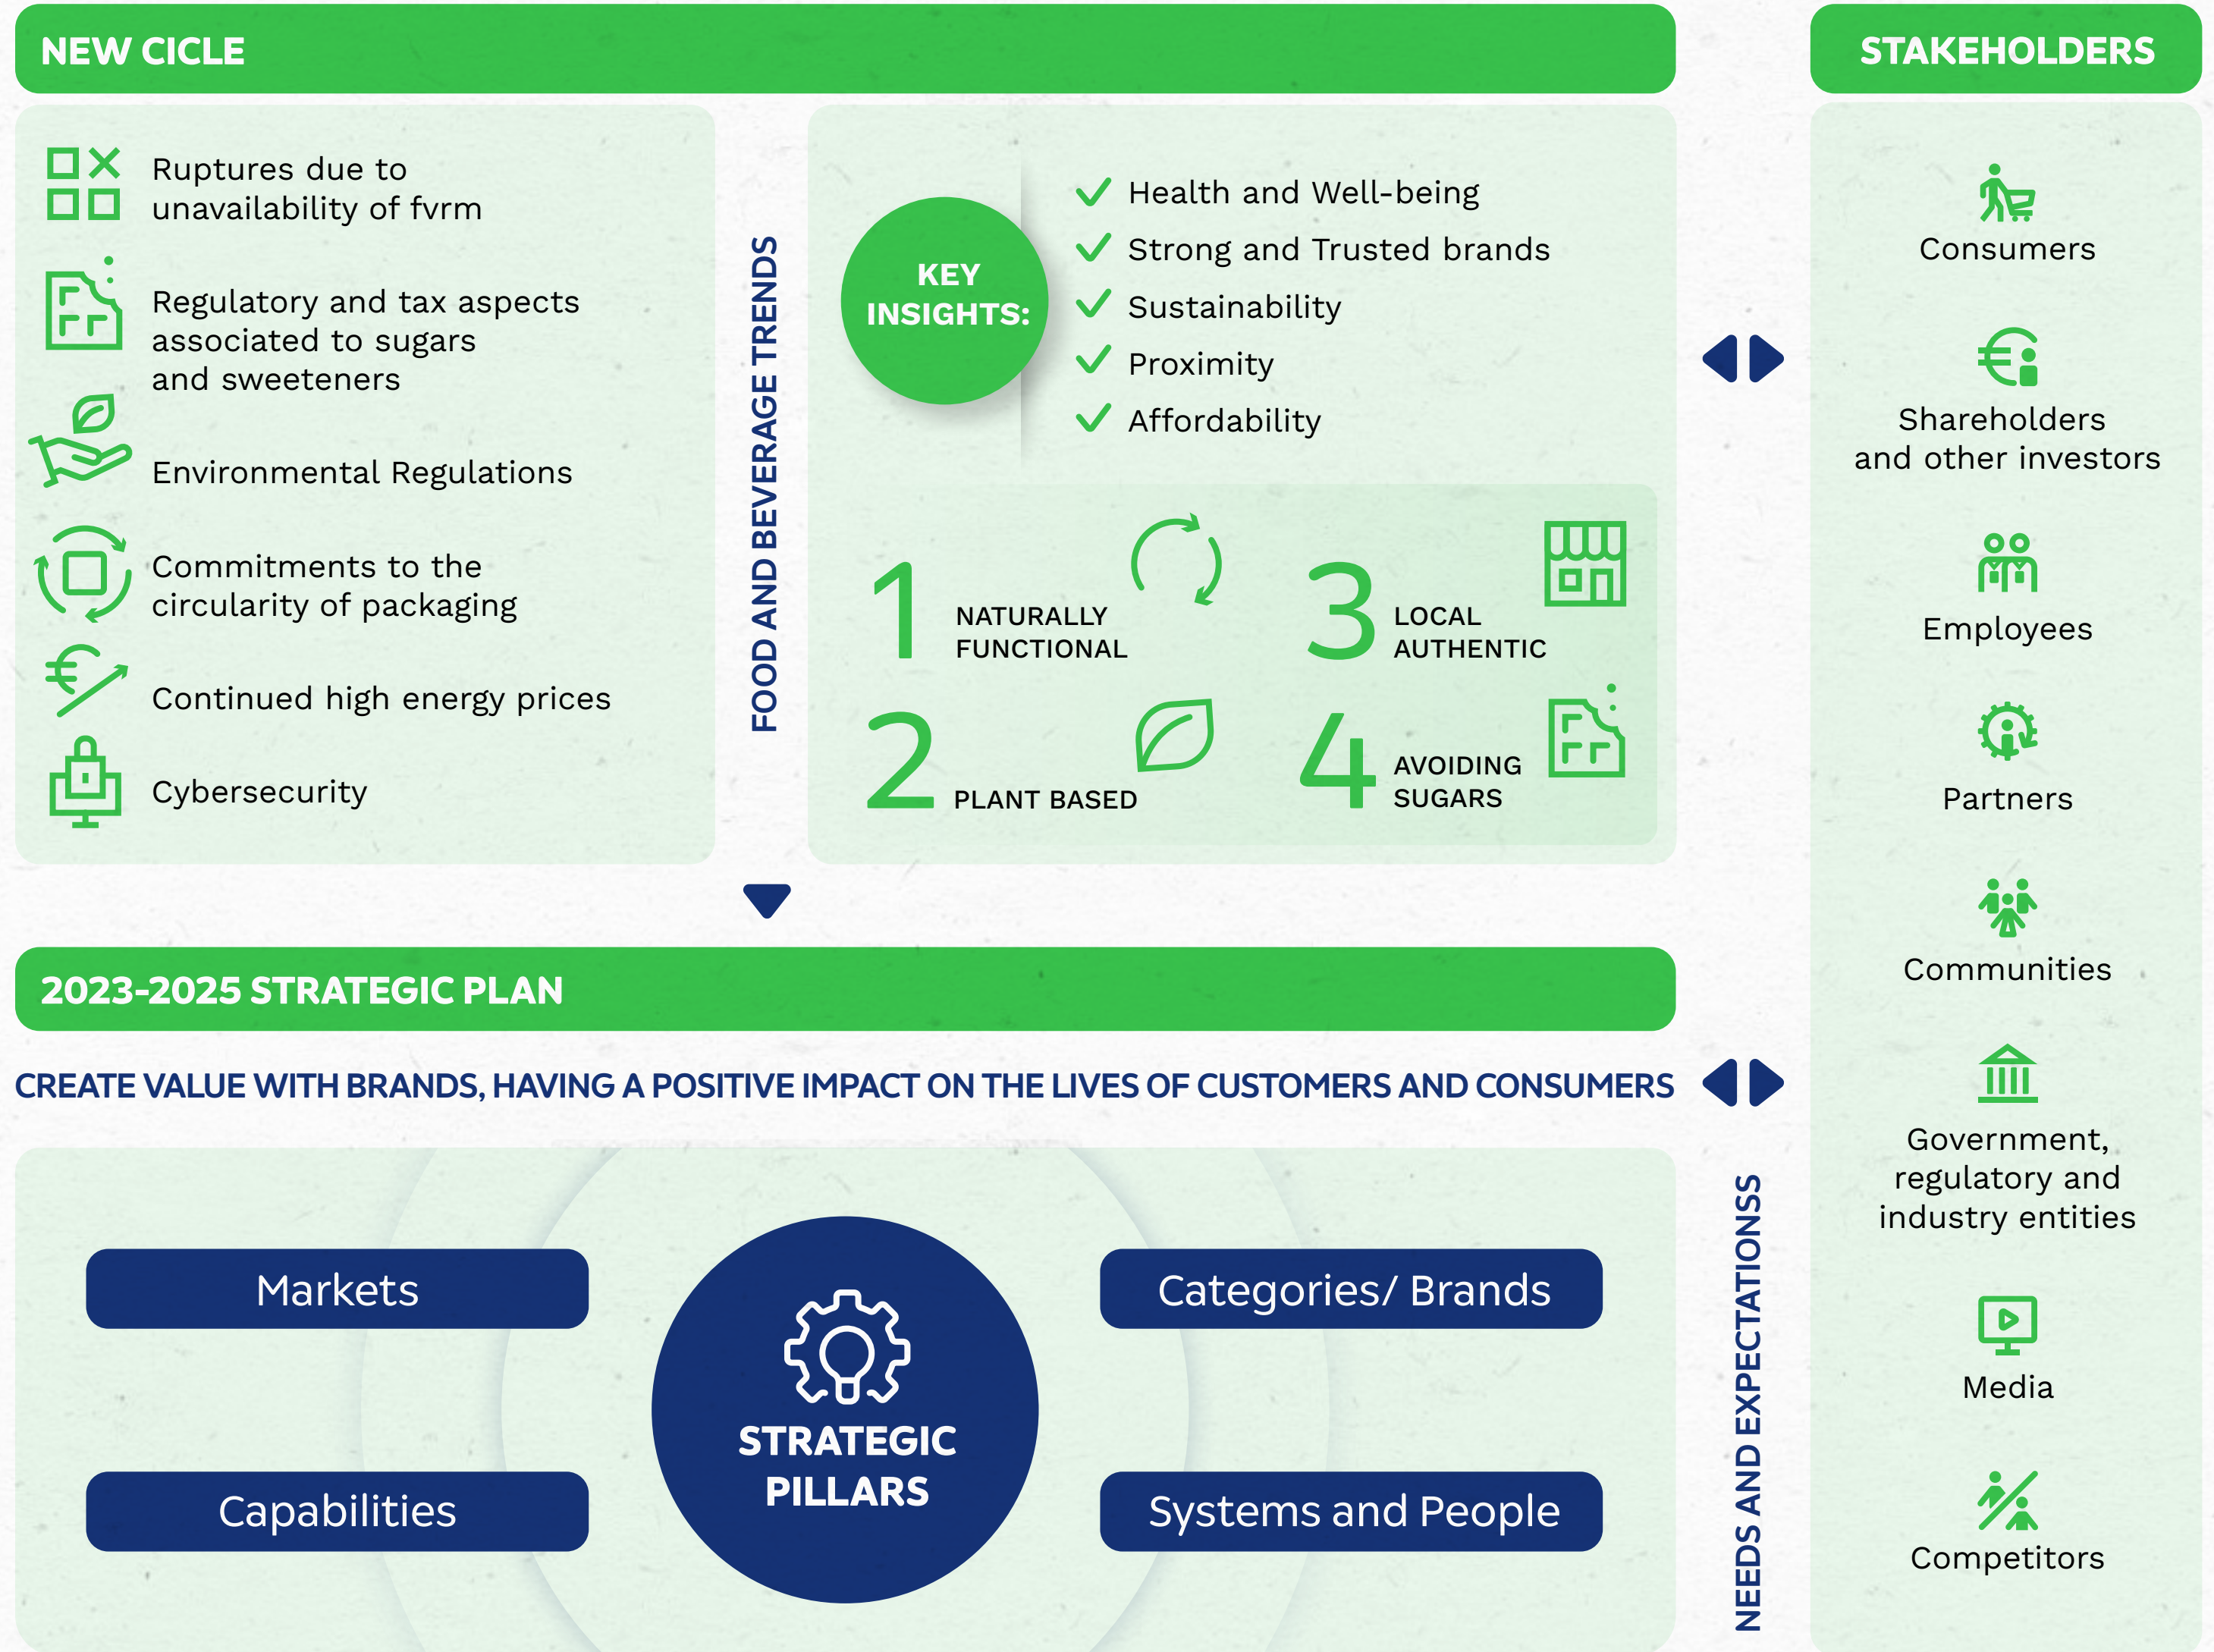 NEW CICLE
Ruptures due to
unavailability of fvrm
Regulatory and tax aspects
associated to sugars
and sweeteners
Environmental Regulations
Commitments to the
circularity of packaging
Continued high energy prices
Cybersecurity
FOOD AND BEVERAGE TRENDS
KEY
INSIGHTS:
Health and Well-being
Strong and Trusted brands
Sustainability
Proximity
Affordability
1 NATURALLY
FUNCTIONAL
2 PLANT BASED
3 LOCAL
AUTHENTIC
4 AVOIDING
SUGARS
2023-2025 STRATEGIC PLAN
CREATE VALUE WITH BRANDS, HAVING A POSITIVE IMPACT ON THE LIVES OF CUSTOMERS AND CONSUMERS
Markets
Capabilities
STRATEGIC
PILLARS
Categories/ Brands
Systems and People
NEEDS AND EXPECTATIONSS
STAKEHOLDERS
Consumers
Shareholders
and other investors
Employees
Partners
Communities
Government,
regulatory and
industry entities
Media
Competitors